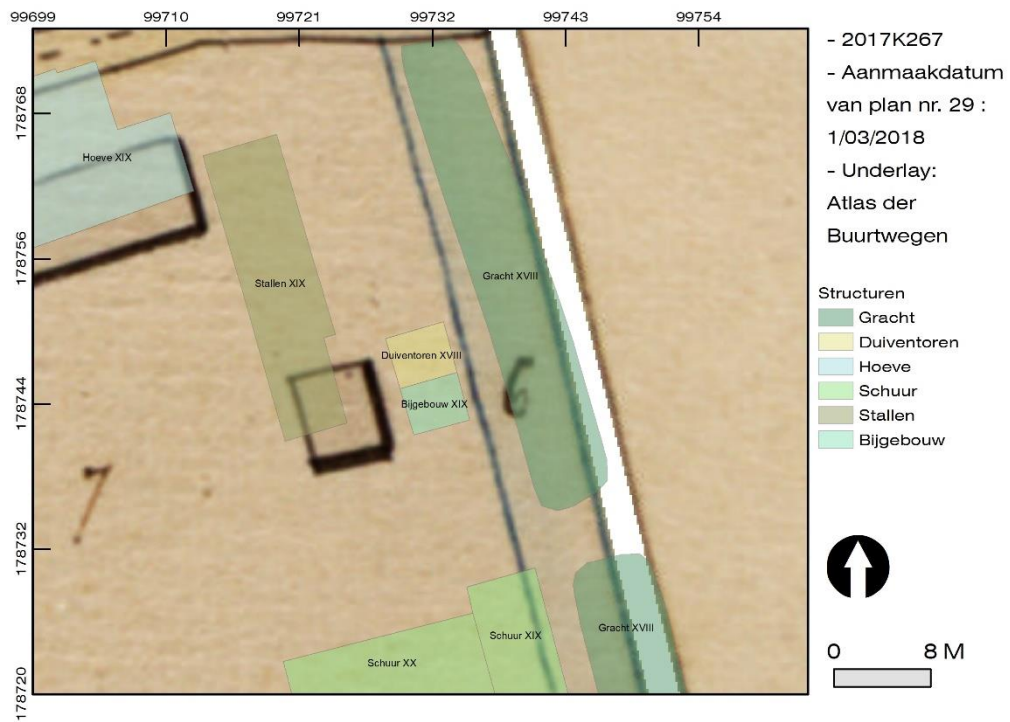 99699 99710 99721 99732 99743 99754
178768
178756
178744
178732
178720
Hoeve XIX
Stallen XIX
Gracht XVIII
Duiventoren XVIII
Bijgebouw XIX
6
7
Schuur XIX
Gracht XVIII
Schuur XX
- 2017K267
- Aanmaakdatum
van plan nr. 29 :
1/03/2018
- Underlay:
Atlas der
Buurtwegen
Structuren
Gracht
Duiventoren
Hoeve
Schuur
Stallen
Bijgebouw
0 8 M